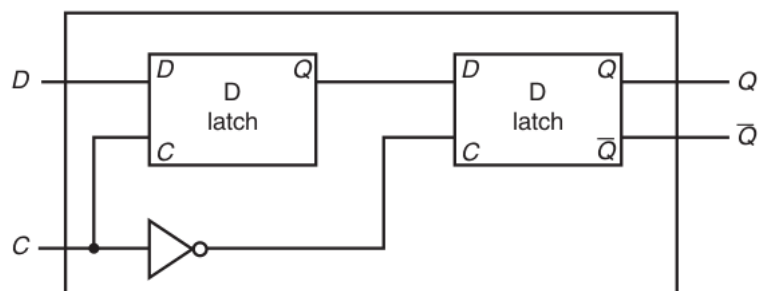 D D Q D Q Q
D D
latch latch
C C Q̅ Q̅
C